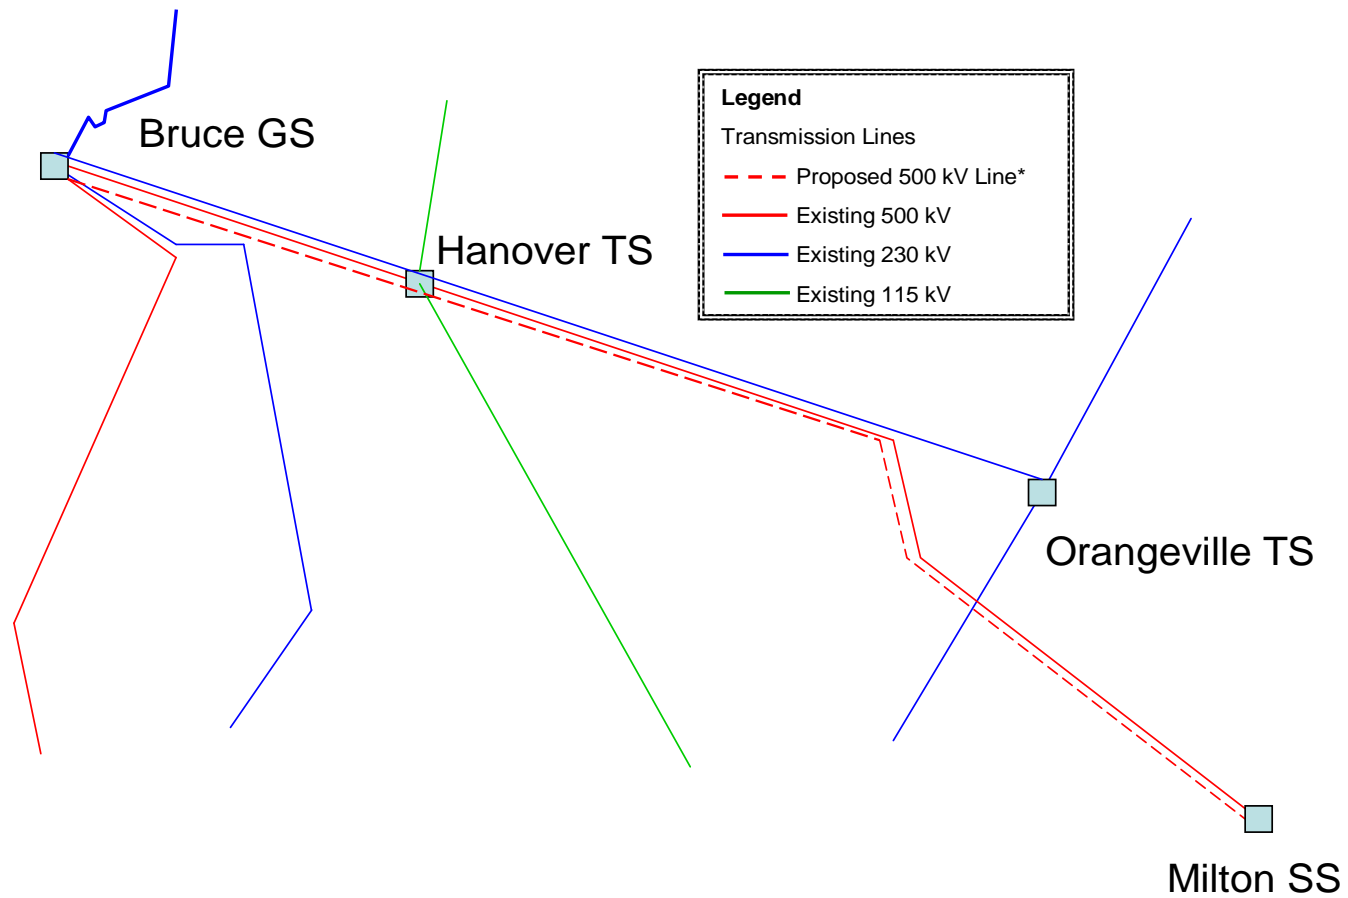 Bruce GS
Hanover TS
Legend
Transmission Lines
Proposed 500 kV Line*
Existing 500 kV
Existing 230 kV
Existing 115 kV
Orangeville TS
Milton SS